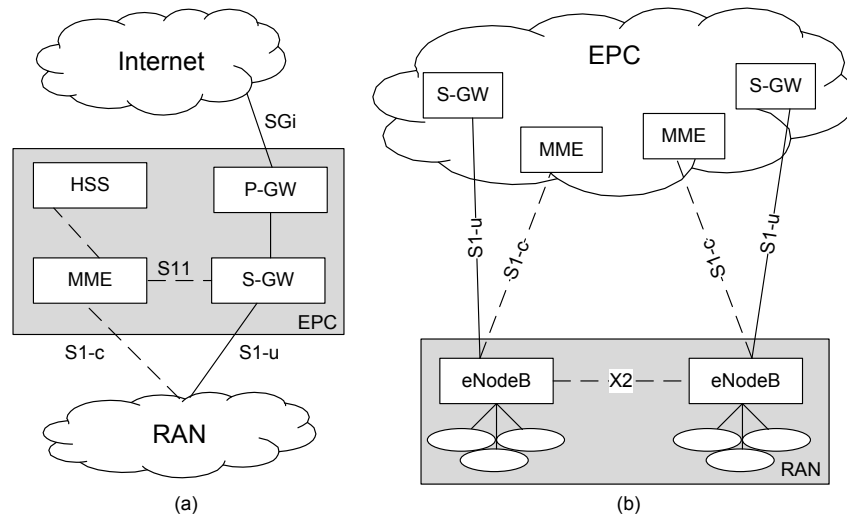 Internet
SGi
HSS
P-GW
MME
S11
S-GW
EPC
S1-c
S1-u
RAN
(a)
EPC
S-GW
S-GW
MME
MME
S1-u
S1-c
S1-c
S1-u
eNodeB
X2
eNodeB
RAN
(b)